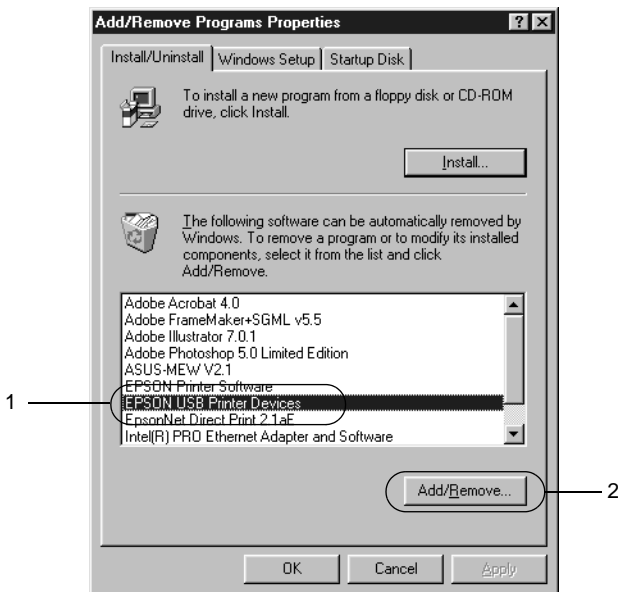 Add/Remove Programs Properties
Install/Uninstall Windows Setup Startup Disk
To install a new program from a floppy disk or CD-ROM
drive, click Install.
Install...
The following software can be automatically removed by
Windows. To remove a program or to modify its installed
components, select it from the list and click
Add/Remove.
Adobe Acrobat 4.0
Adobe FrameMaker+SGML v5.5
Adobe Illustrator 7.0.1
Adobe Photoshop 5.0 Limited Edition
ASUS-MEW V2.1
EPSON Printer Software
1 EPSON USB Printer Devices
EpsonNet Direct Print 2.1aE
Intel(R) PRO Ethernet Adapter and Software
Add/Remove... 2
OK Cancel Apply